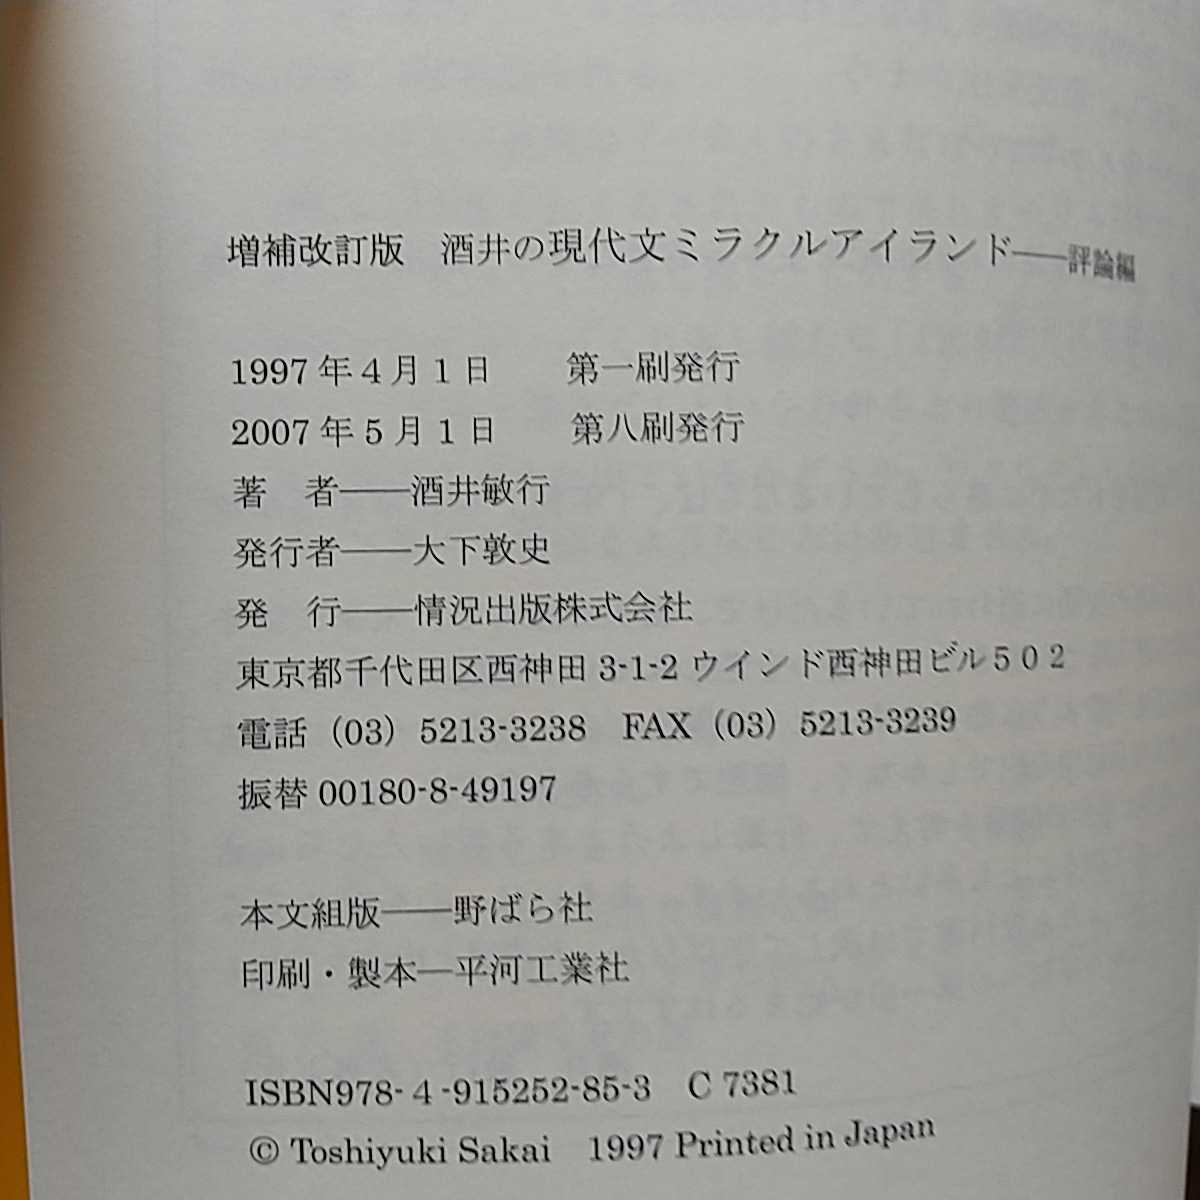 増補改訂版　酒井の現代文ミラクルアイランド——評論編
1997年4月1日　　第一刷発行
2007年5月1日　　第八刷発行
著　者——酒井敏行
発行者——大下敦史
発　行——情況出版株式会社
東京都千代田区西神田3-1-2ウインド西神田ビル502
電話（03）5213-3238　FAX（03）5213-3239
振替00180-8-49197
本文組版——野ばら社
印刷・製本—平河工業社
ISBN978-4-915252-85-3　C7381
© Toshiyuki Sakai　1997 Printed in Japan